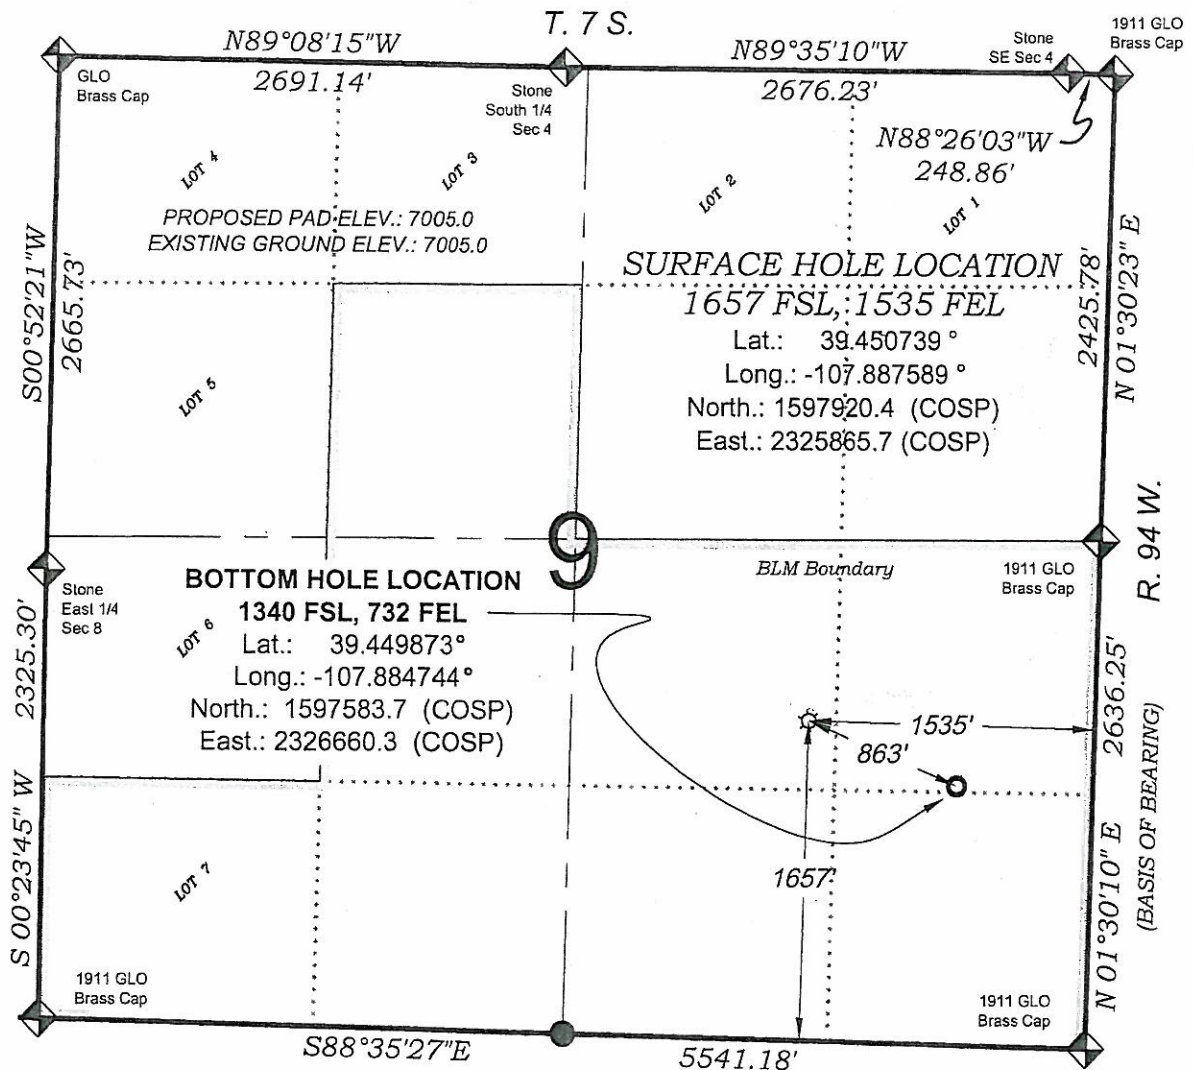 T. 7 S.
N89°08'15"W
2691.14'
N89°35'10"W
2676.23'
Stone
SE Sec 4
1911 GLO
Brass Cap
GLO
Brass Cap
Stone
South 1/4
Sec 4
N88°26'03"W
248.86'
LOT 4
LOT 3
LOT 2
LOT 1
PROPOSED PAD ELEV.: 7005.0
EXISTING GROUND ELEV.: 7005.0
S00°52'21"W
2665.73'
SURFACE HOLE LOCATION
1657 FSL, 1535 FEL
Lat.: 39.450739 °
Long.: -107.887589 °
North.: 1597920.4 (COSP)
East.: 2325865.7 (COSP)
2425.78'
N 01°30'23" E
LOT 5
R. 94 W.
9
BLM Boundary
1911 GLO
Brass Cap
Stone
East 1/4
Sec 8
LOT 6
BOTTOM HOLE LOCATION
1340 FSL, 732 FEL
Lat.: 39.449873°
Long.: -107.884744°
North.: 1597583.7 (COSP)
East.: 2326660.3 (COSP)
S 00°23'45" W 2325.30'
1535'
863'
1657'
N 01°30'10" E 2636.25'
(BASIS OF BEARING)
LOT 7
1911 GLO
Brass Cap
1911 GLO
Brass Cap
S88°35'27"E
5541.18'